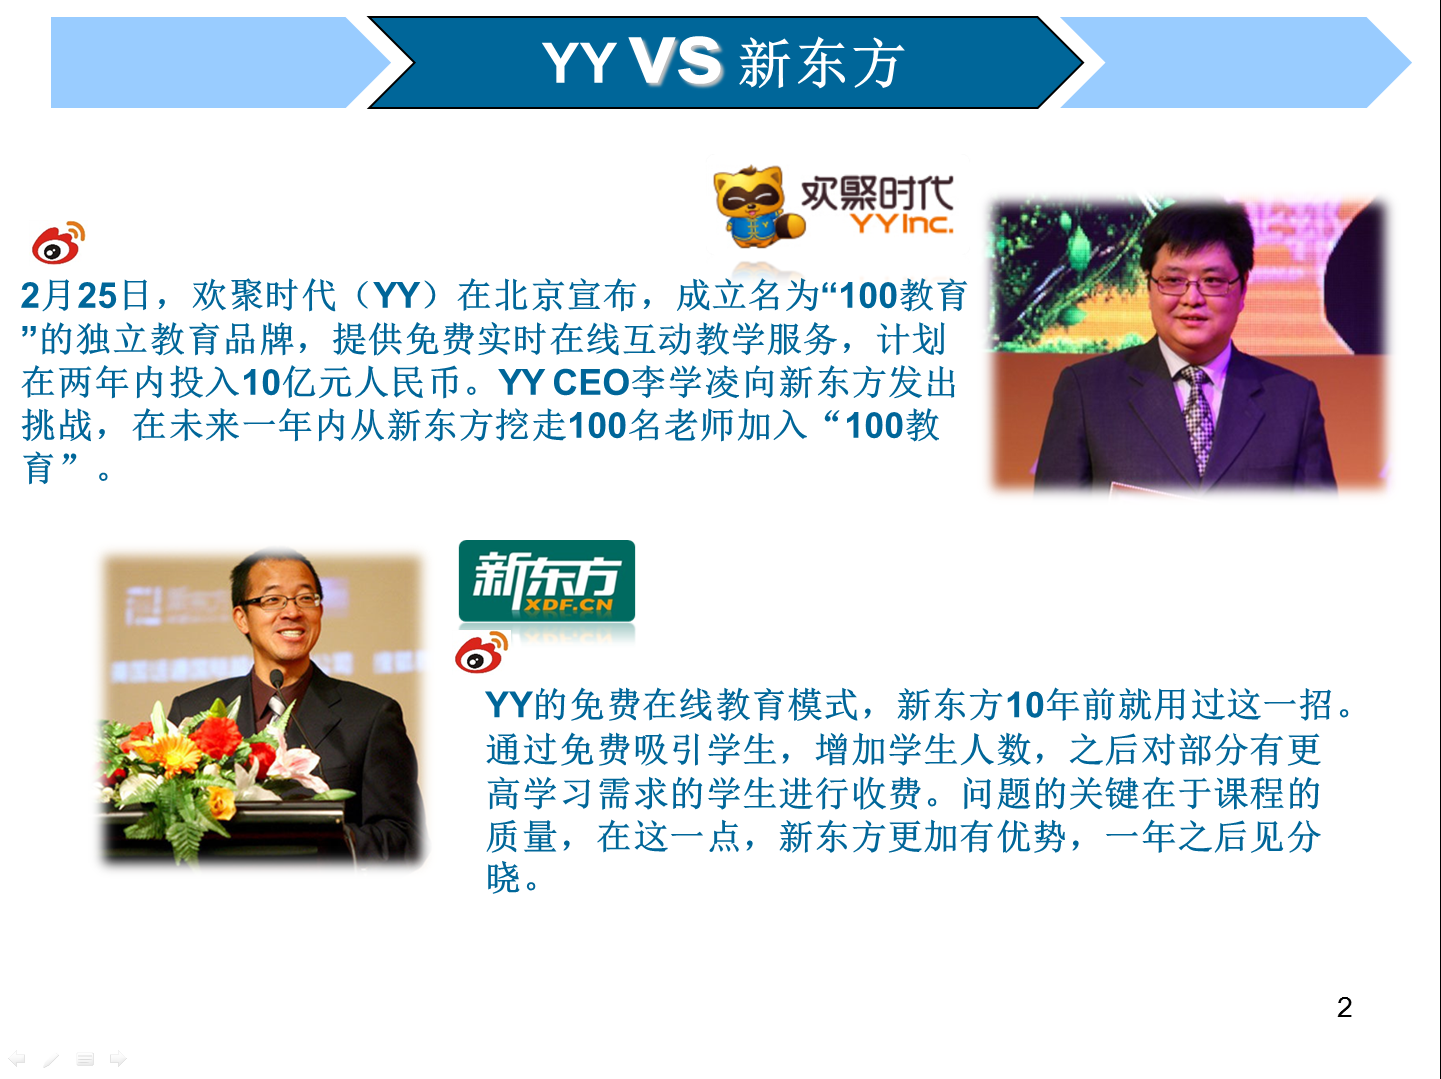 YY VS 新东方
欢聚时代
YY Inc.
2月25日，欢聚时代（YY）在北京宣布，成立名为“100教育
”的独立教育品牌，提供免费实时在线互动教学服务，计划
在两年内投入10亿元人民币。YY CEO李学凌向新东方发出
挑战，在未来一年内从新东方挖走100名老师加入“100教
育”。
新东方
XDF.CN
YY的免费在线教育模式，新东方10年前就用过这一招。
通过免费吸引学生，增加学生人数，之后对部分有更
高学习需求的学生进行收费。问题的关键在于课程的
质量，在这一点，新东方更加有优势，一年之后见分
晓。
2